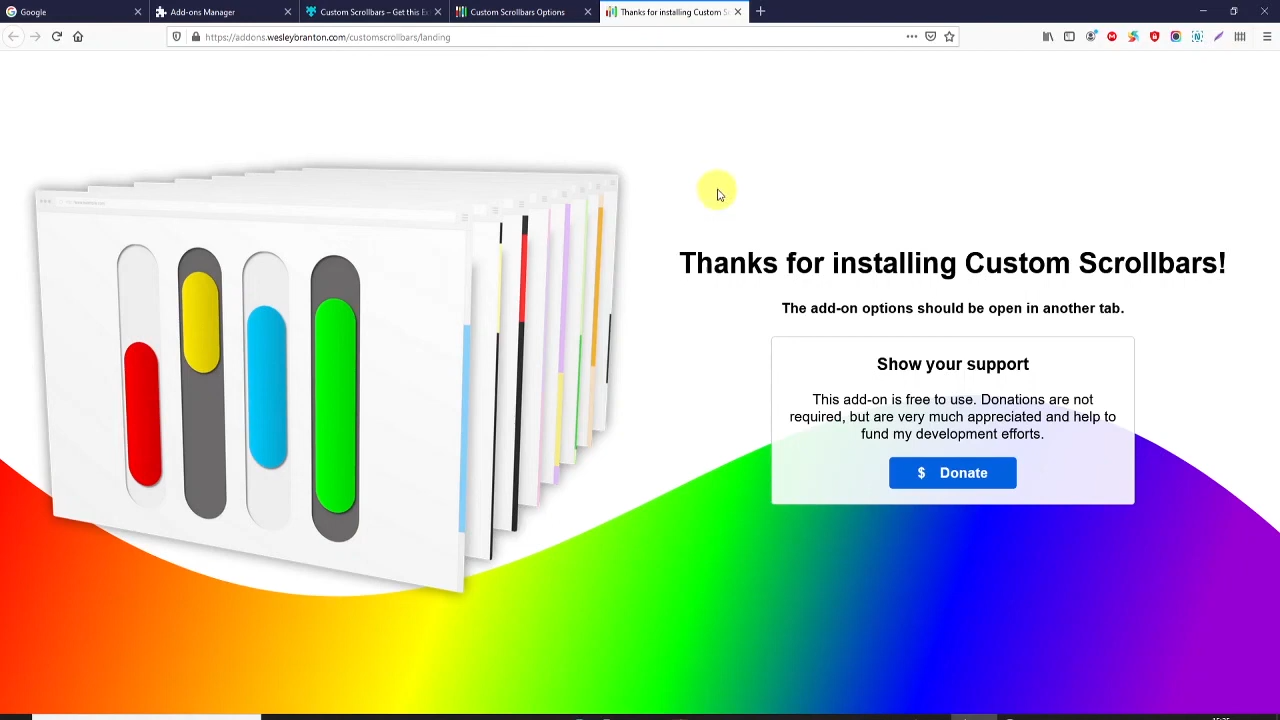 Google
Add-ons Manager
Custom Scrollbars – Get this Ex
Custom Scrollbars Options
Thanks for installing Custom S
https://addons.wesleybranton.com/customscrollbars/landing
Thanks for installing Custom Scrollbars!
The add-on options should be open in another tab.
Show your support
This add-on is free to use. Donations are not
required, but are very much appreciated and help to
fund my development efforts.
$ Donate